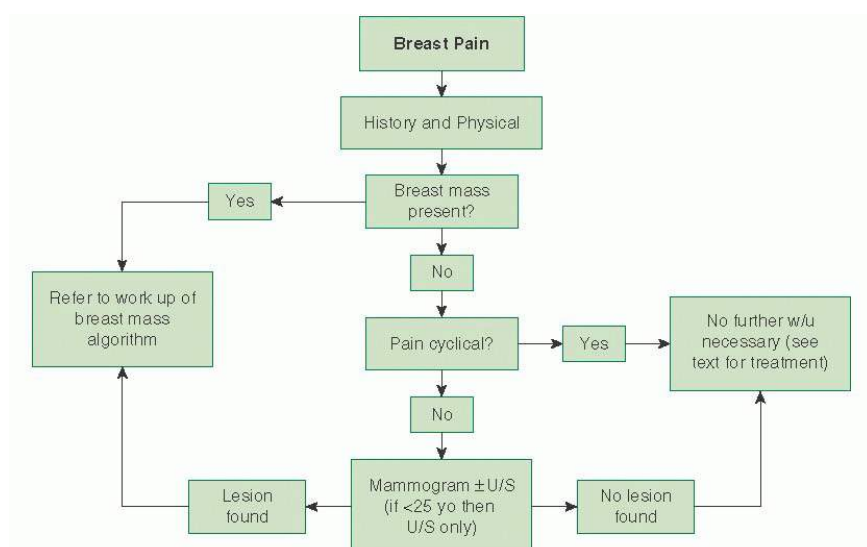 Breast Pain
History and Physical
Breast mass
present?
Yes
No
Refer to work up of
breast mass
algorithm
Pain cyclical?
Yes
No further w/u
necessary (see
text for treatment)
No
Mammogram ±U/S
(if <25 yo then
U/S only)
Lesion
found
No lesion
found